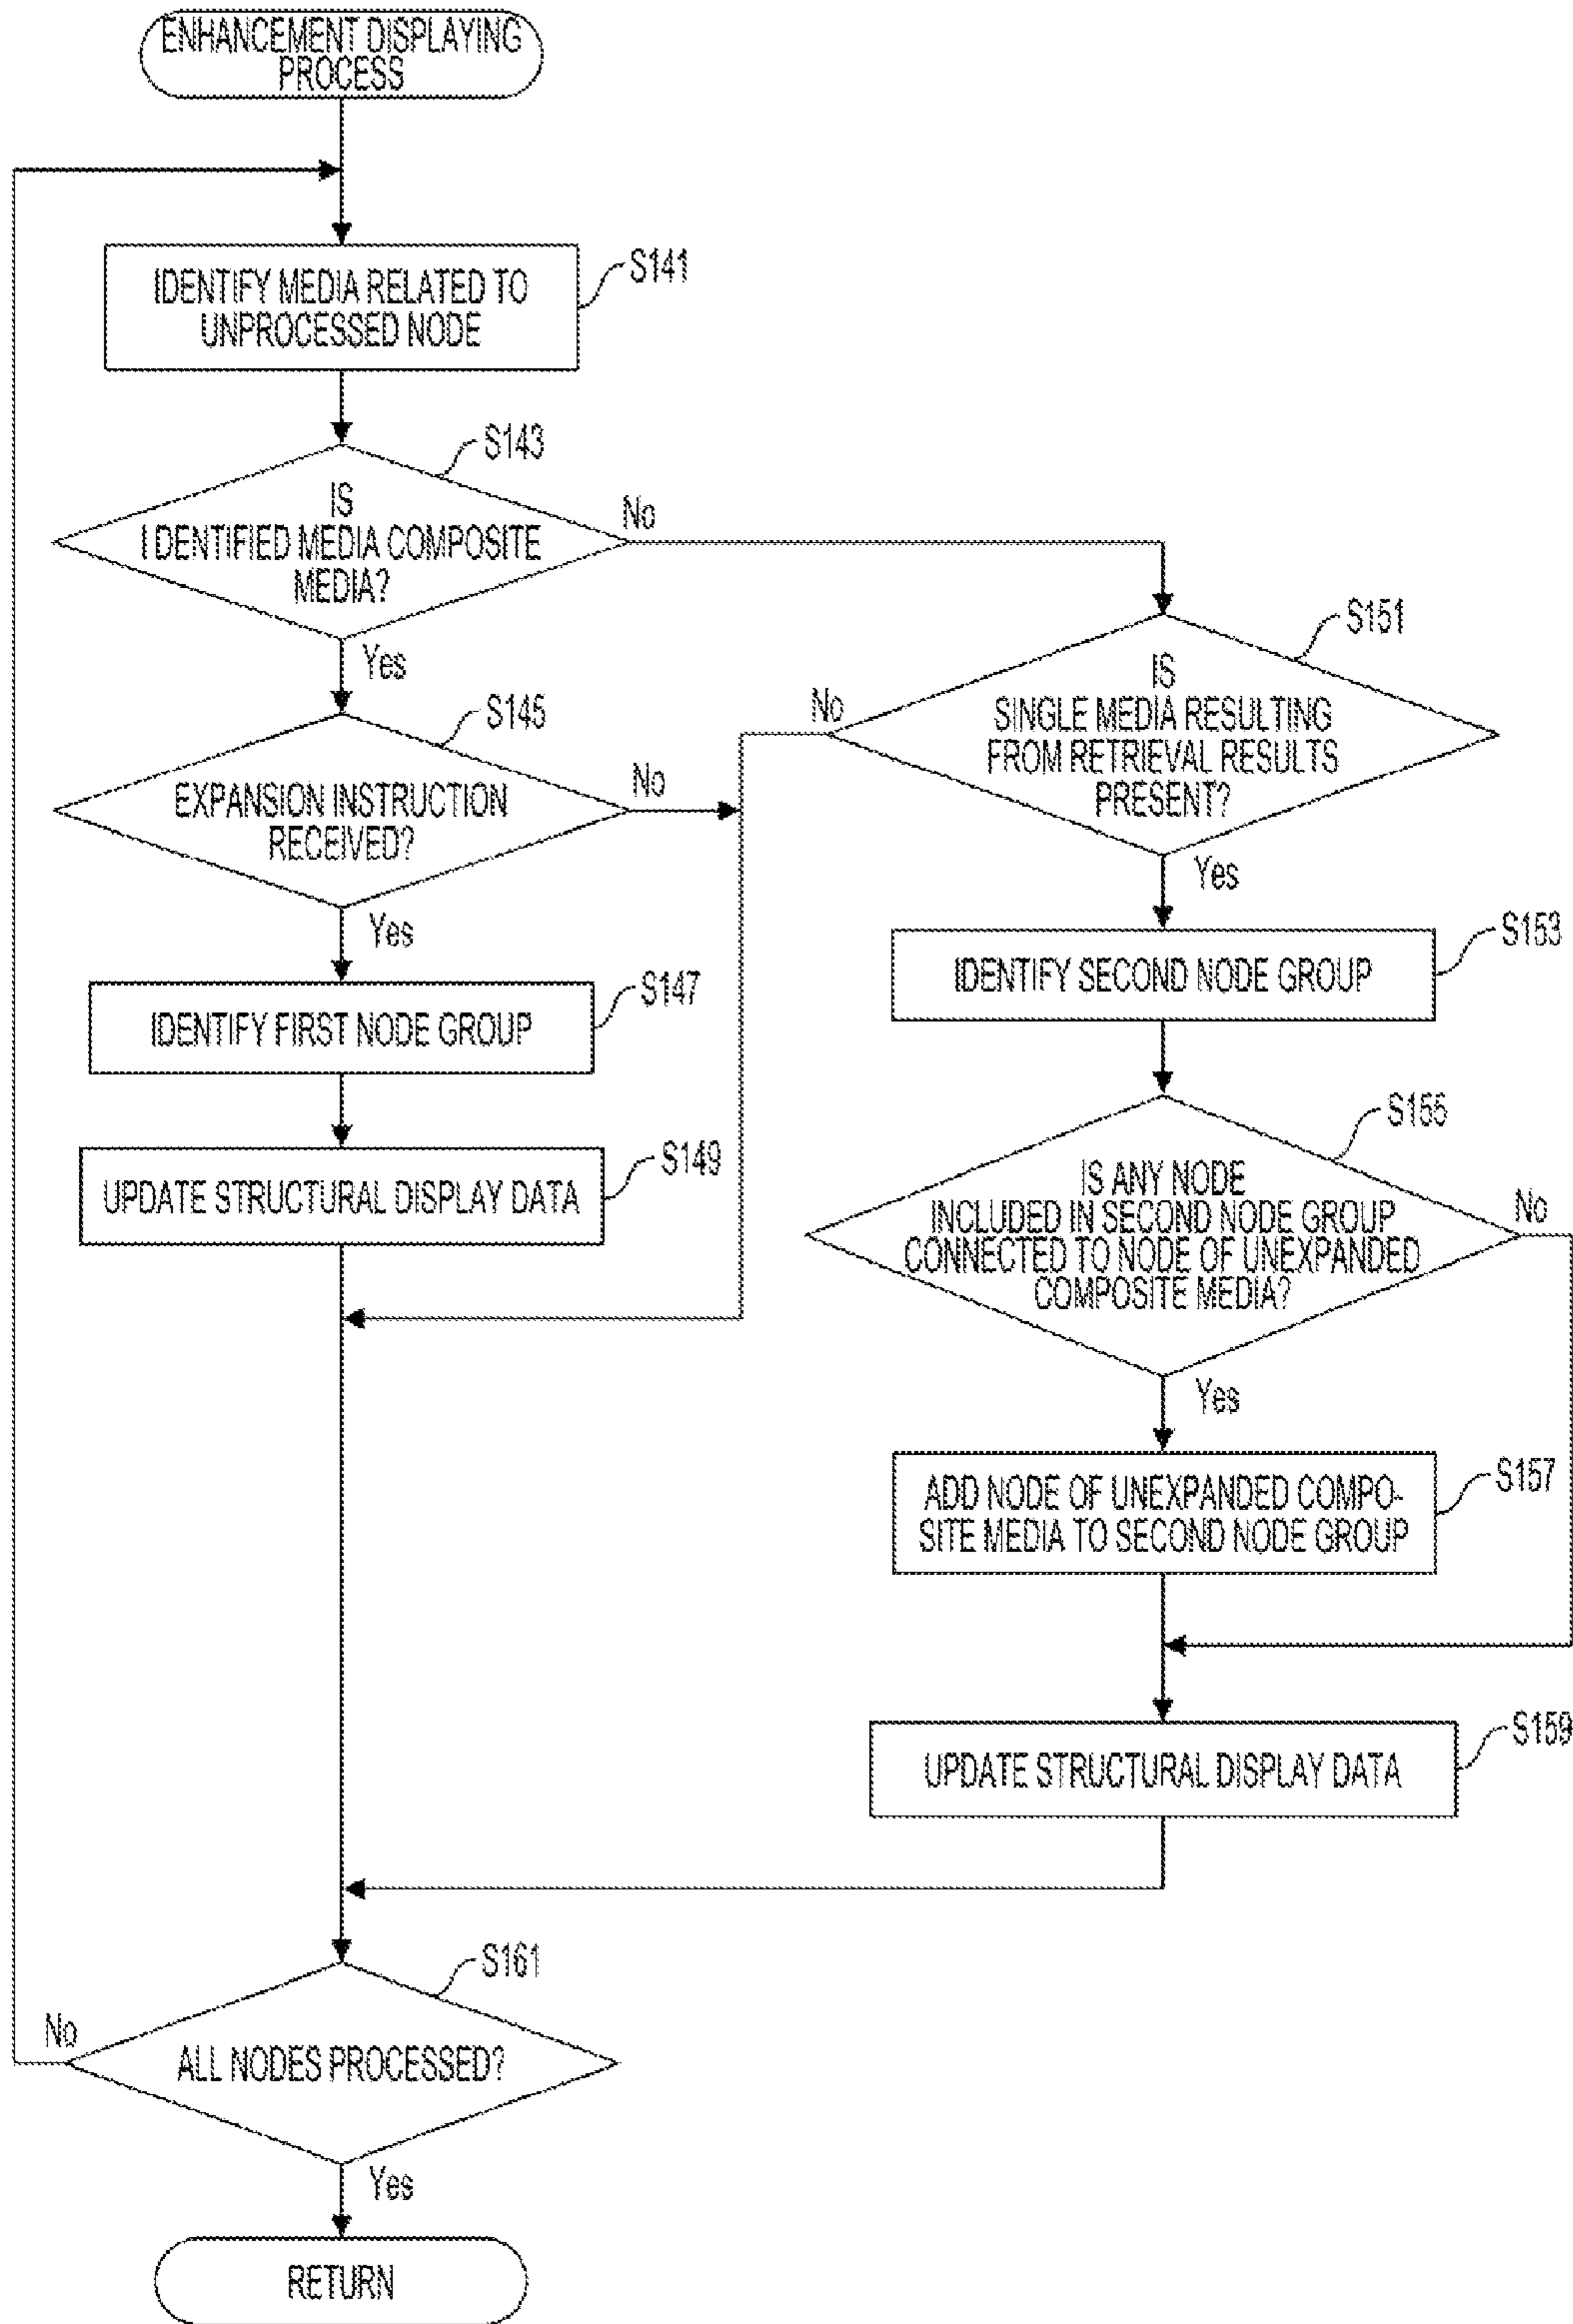 ENHANCEMENT DISPLAYING
PROCESS
S141
IDENTIFY MEDIA RELATED TO
UNPROCESSED NODE
S143
IS
I DENTIFIED MEDIA COMPOSITE
MEDIA?
No
Yes
S145
EXPANSION INSTRUCTION
RECEIVED?
No
Yes
S147
IDENTIFY FIRST NODE GROUP
S149
UPDATE STRUCTURAL DISPLAY DATA
S151
IS
SINGLE MEDIA RESULTING
FROM RETRIEVAL RESULTS
PRESENT?
No
Yes
S153
IDENTIFY SECOND NODE GROUP
S155
IS ANY NODE
INCLUDED IN SECOND NODE GROUP
CONNECTED TO NODE OF UNEXPANDED
COMPOSITE MEDIA?
No
Yes
S157
ADD NODE OF UNEXPANDED COMPO-
SITE MEDIA TO SECOND NODE GROUP
S159
UPDATE STRUCTURAL DISPLAY DATA
S161
ALL NODES PROCESSED?
No
Yes
RETURN